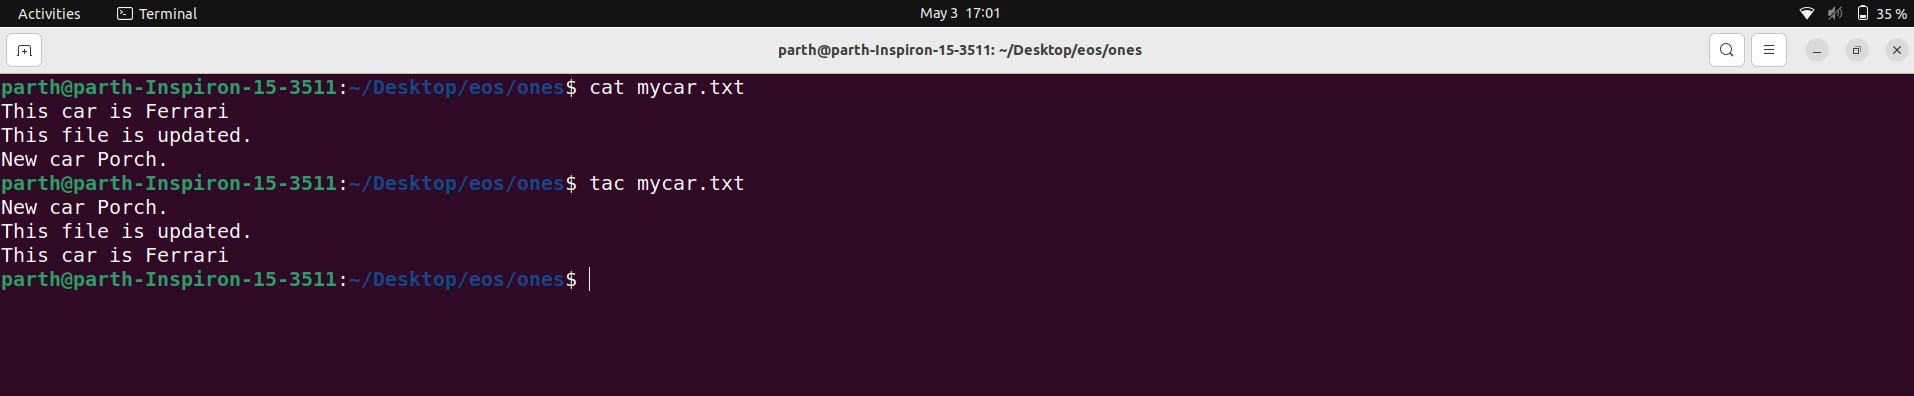 Activities Terminal May 3 17:01 35 %
parth@parth-Inspiron-15-3511: ~/Desktop/eos/ones
parth@parth-Inspiron-15-3511:~/Desktop/eos/ones$ cat mycar.txt
This car is Ferrari
This file is updated.
New car Porch.
parth@parth-Inspiron-15-3511:~/Desktop/eos/ones$ tac mycar.txt
New car Porch.
This file is updated.
This car is Ferrari
parth@parth-Inspiron-15-3511:~/Desktop/eos/ones$